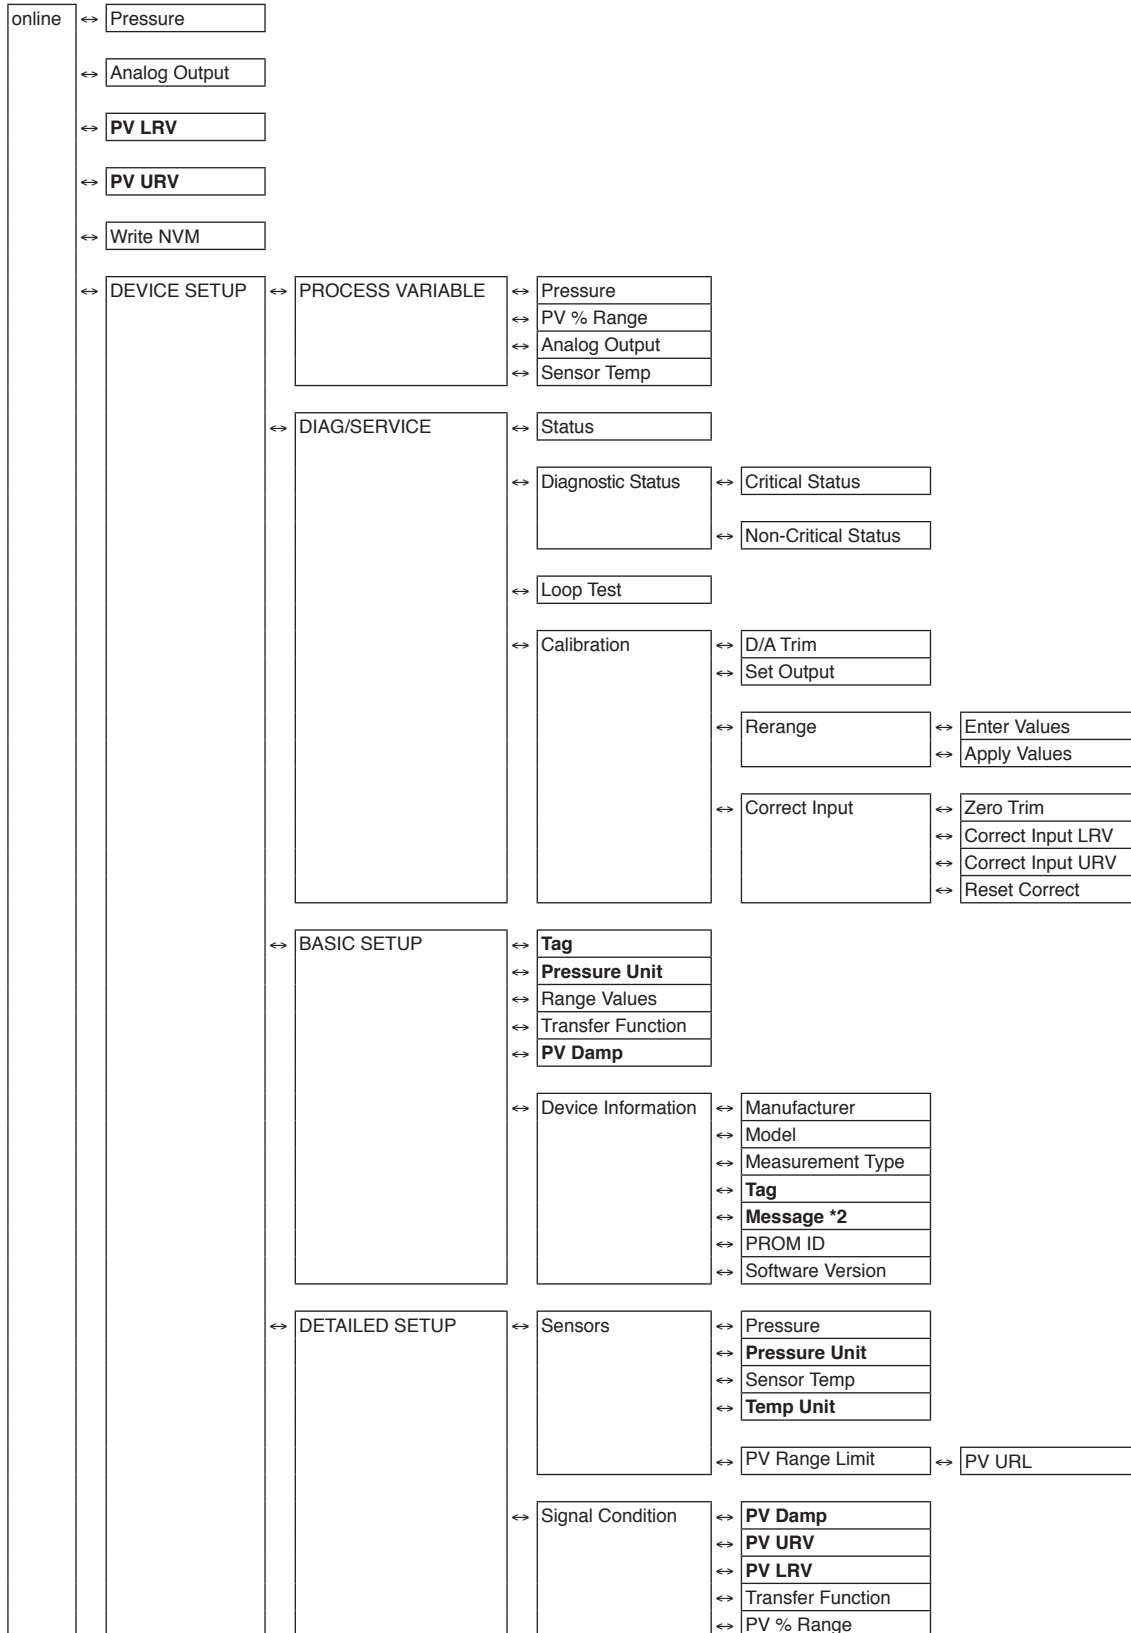 online ↔ Pressure
↔ Analog Output
↔ PV LRV
↔ PV URV
↔ Write NVM
↔ DEVICE SETUP ↔ PROCESS VARIABLE ↔ Pressure
↔ PV % Range
↔ Analog Output
↔ Sensor Temp
↔ DIAG/SERVICE ↔ Status
↔ Diagnostic Status ↔ Critical Status
↔ Non-Critical Status
↔ Loop Test
↔ Calibration ↔ D/A Trim
↔ Set Output
↔ Rerange ↔ Enter Values
↔ Apply Values
↔ Correct Input ↔ Zero Trim
↔ Correct Input LRV
↔ Correct Input URV
↔ Reset Correct
↔ BASIC SETUP ↔ Tag
↔ Pressure Unit
↔ Range Values
↔ Transfer Function
↔ PV Damp
↔ Device Information ↔ Manufacturer
↔ Model
↔ Measurement Type
↔ Tag
↔ Message *2
↔ PROM ID
↔ Software Version
↔ DETAILED SETUP ↔ Sensors ↔ Pressure
↔ Pressure Unit
↔ Sensor Temp
↔ Temp Unit
↔ PV Range Limit ↔ PV URL
↔ Signal Condition ↔ PV Damp
↔ PV URV
↔ PV LRV
↔ Transfer Function
↔ PV % Range